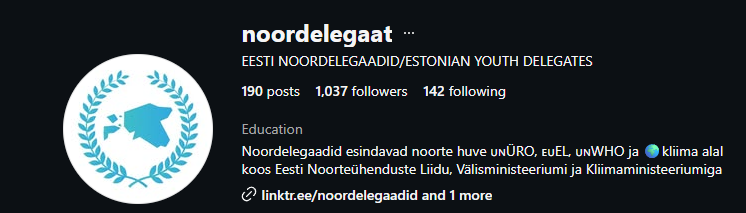 noordelegaat ...
EESTI NOORDELEGAADID/ESTONIAN YOUTH DELEGATES
190 posts 1,037 followers 142 following
Education
Noordelegaadid esindavad noorte huve ᴜɴÜRO, ᴇᴜEL, ᴜɴWHO ja 🌍kliima alal
koos Eesti Noorteühenduste Liidu, Välisministeeriumi ja Kliimaministeeriumiga
linktr.ee/noordelegaadid and 1 more